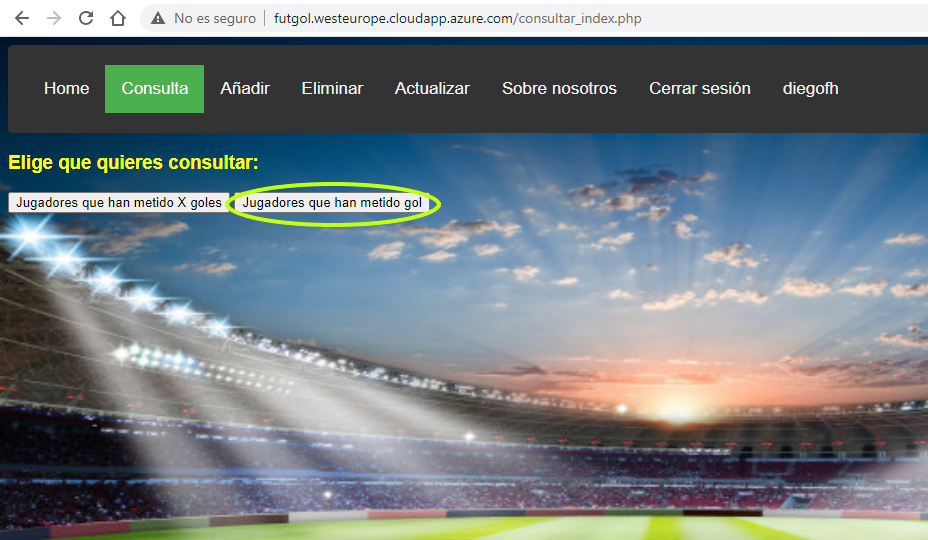 No es seguro futgol.westeurope.cloudapp.azure.com/consultar_index.php
Home Consulta Añadir Eliminar Actualizar Sobre nosotros Cerrar sesión diegofh
Elige que quieres consultar:
Jugadores que han metido X goles Jugadores que han metido gol